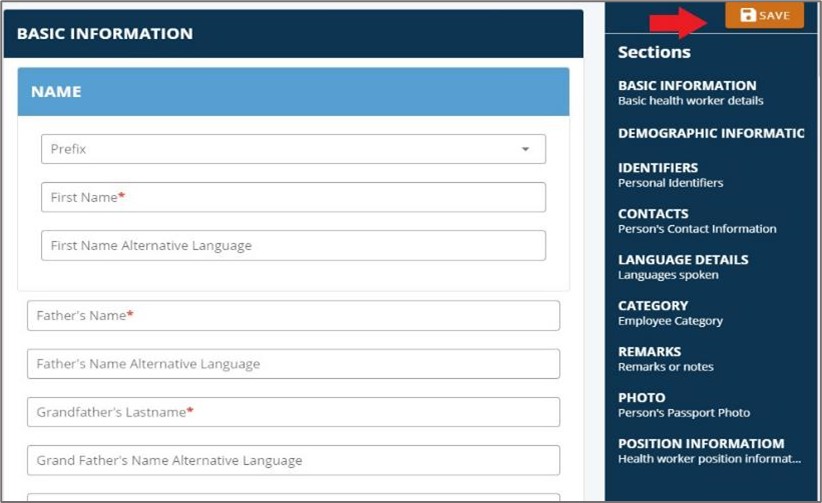 BASIC INFORMATION
NAME
Prefix
First Name*
First Name Alternative Language
Father's Name*
Father's Name Alternative Language
Grandfather's Lastname*
Grand Father's Name Alternative Language
SAVE
Sections
BASIC INFORMATION
Basic health worker details
DEMOGRAPHIC INFORMATIC
IDENTIFIERS
Personal Identifiers
CONTACTS
Person's Contact Information
LANGUAGE DETAILS
Languages spoken
CATEGORY
Employee Category
REMARKS
Remarks or notes
PHOTO
Person's Passport Photo
POSITION INFORMATIOM
Health worker position informat...